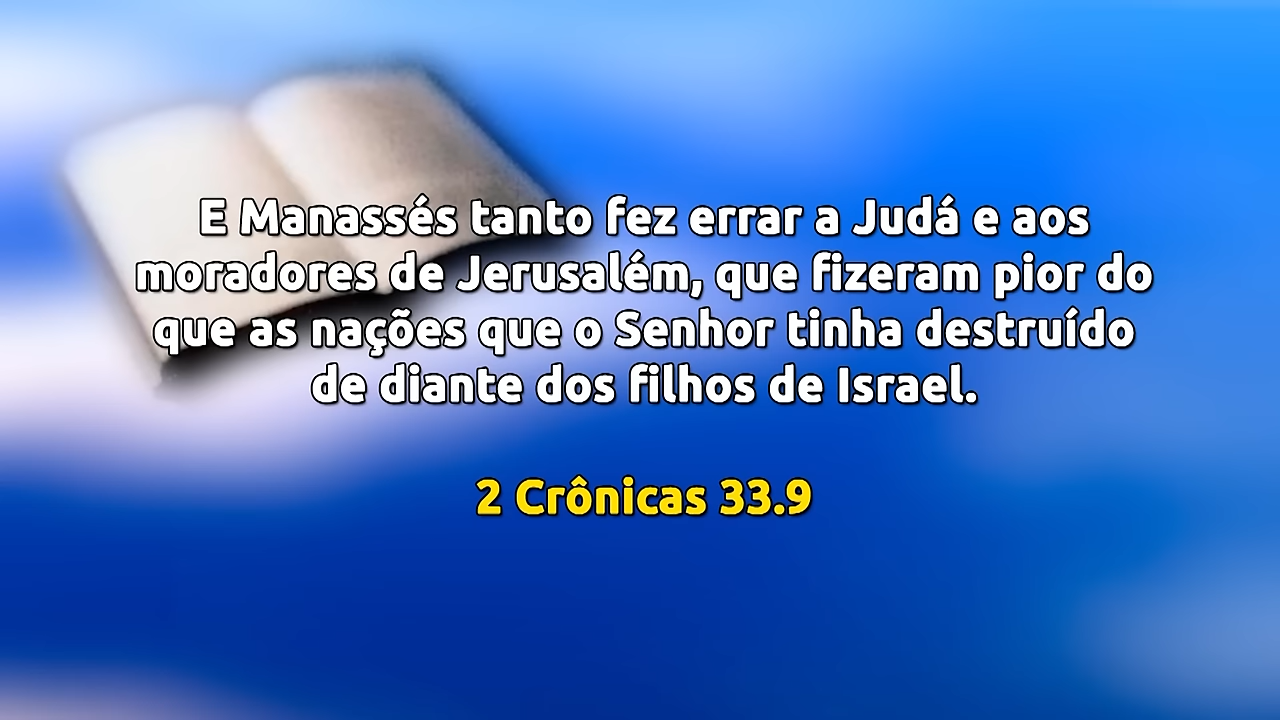 E Manassés tanto fez errar a Judá e aos
moradores de Jerusalém, que fizeram pior do
que as nações que o Senhor tinha destruído
de diante dos filhos de Israel.
2 Crônicas 33.9